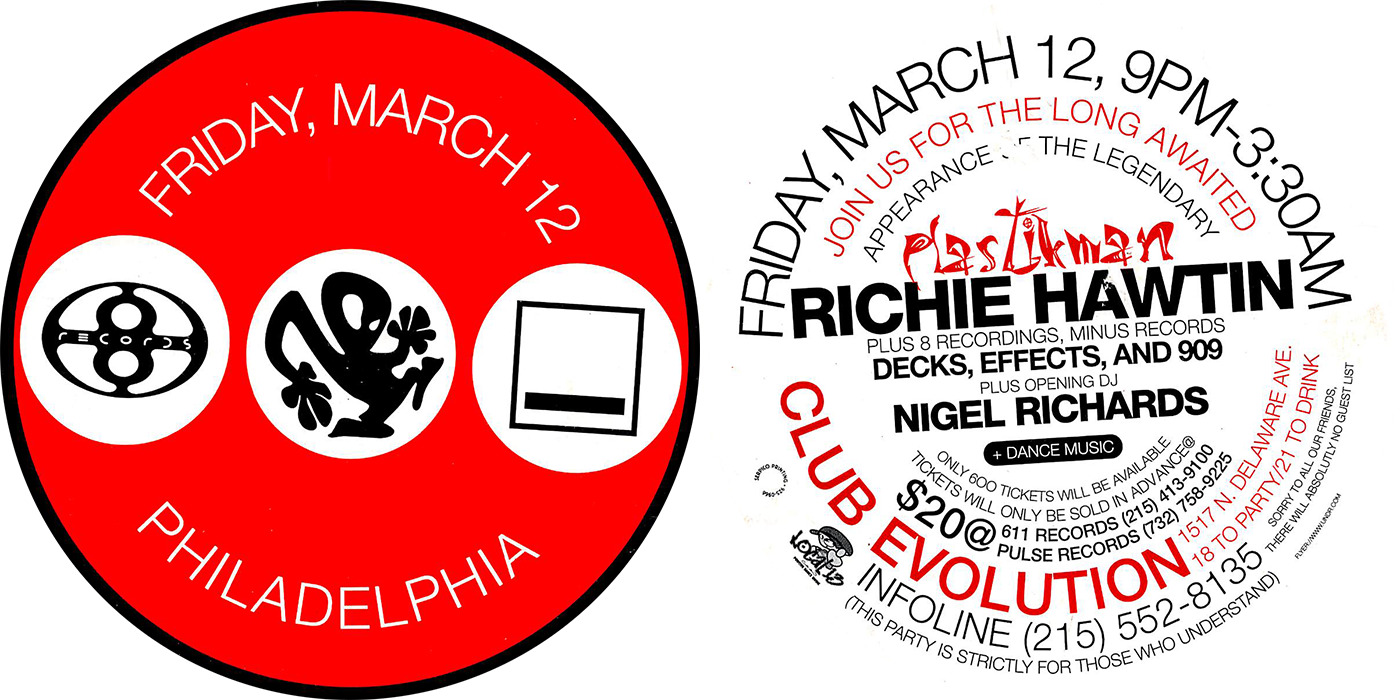 FRIDAY, MARCH 12
RECORDS
PHILADELPHIA
FRIDAY, MARCH 12, 9PM-3:30AM
JOIN US FOR THE LONG AWAITED
APPEARANCE OF THE LEGENDARY
plastikman
RICHIE HAWTIN
PLUS 8 RECORDINGS, MINUS RECORDS
DECKS, EFFECTS, AND 909
PLUS OPENING DJ
NIGEL RICHARDS
+ DANCE MUSIC
ONLY 600 TICKETS WILL BE AVAILABLE
TICKETS WILL ONLY BE SOLD IN ADVANCE@
$20@
611 RECORDS (215) 413-9100
PULSE RECORDS (732) 758-9225
CLUB EVOLUTION
1517 N. DELAWARE AVE.
18 TO PARTY/21 TO DRINK
SORRY TO ALL OUR FRIENDS,
THERE WILL ABSOLUTLY NO GUEST LIST
INFOLINE (215) 552-8135
(THIS PARTY IS STRICTLY FOR THOSE WHO UNDERSTAND)
FLYER://WWW.UNDR.COM
PRINTING